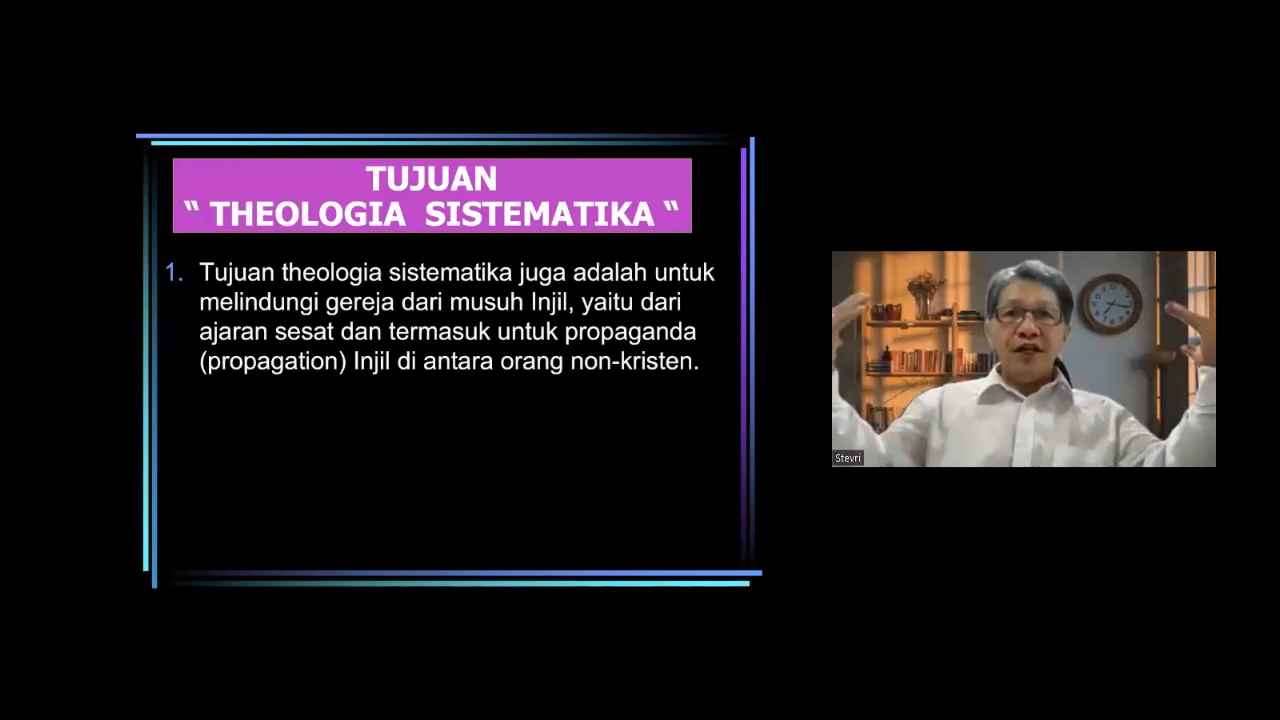 TUJUAN
‟ THEOLOGIA SISTEMATIKA ‟
1. Tujuan theologia sistematika juga adalah untuk
melindungi gereja dari musuh Injil, yaitu dari
ajaran sesat dan termasuk untuk propaganda
(propagation) Injil di antara orang non-kristen.
Stevri